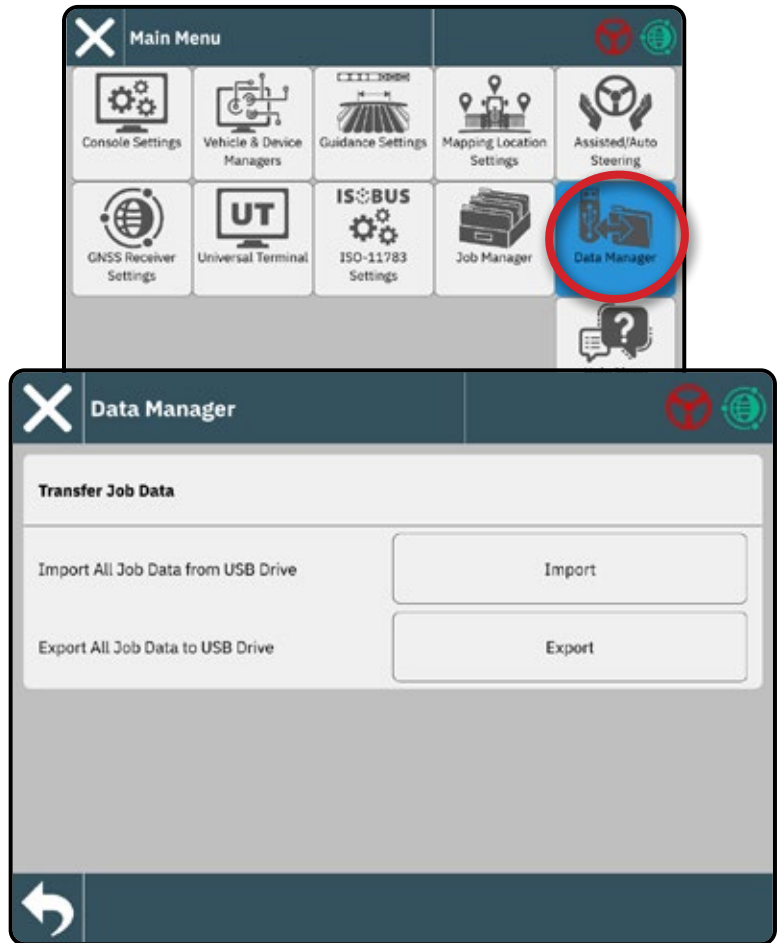 Main Menu
Console Settings
Vehicle & Device
Managers
Guidance Settings
Mapping Location
Settings
Assisted/Auto
Steering
GNSS Receiver
Settings
UT
Universal Terminal
IS BUS
ISO-11783
Settings
Job Manager
Data Manager
?
Data Manager
Transfer Job Data
Import All Job Data from USB Drive
Import
Export All Job Data to USB Drive
Export